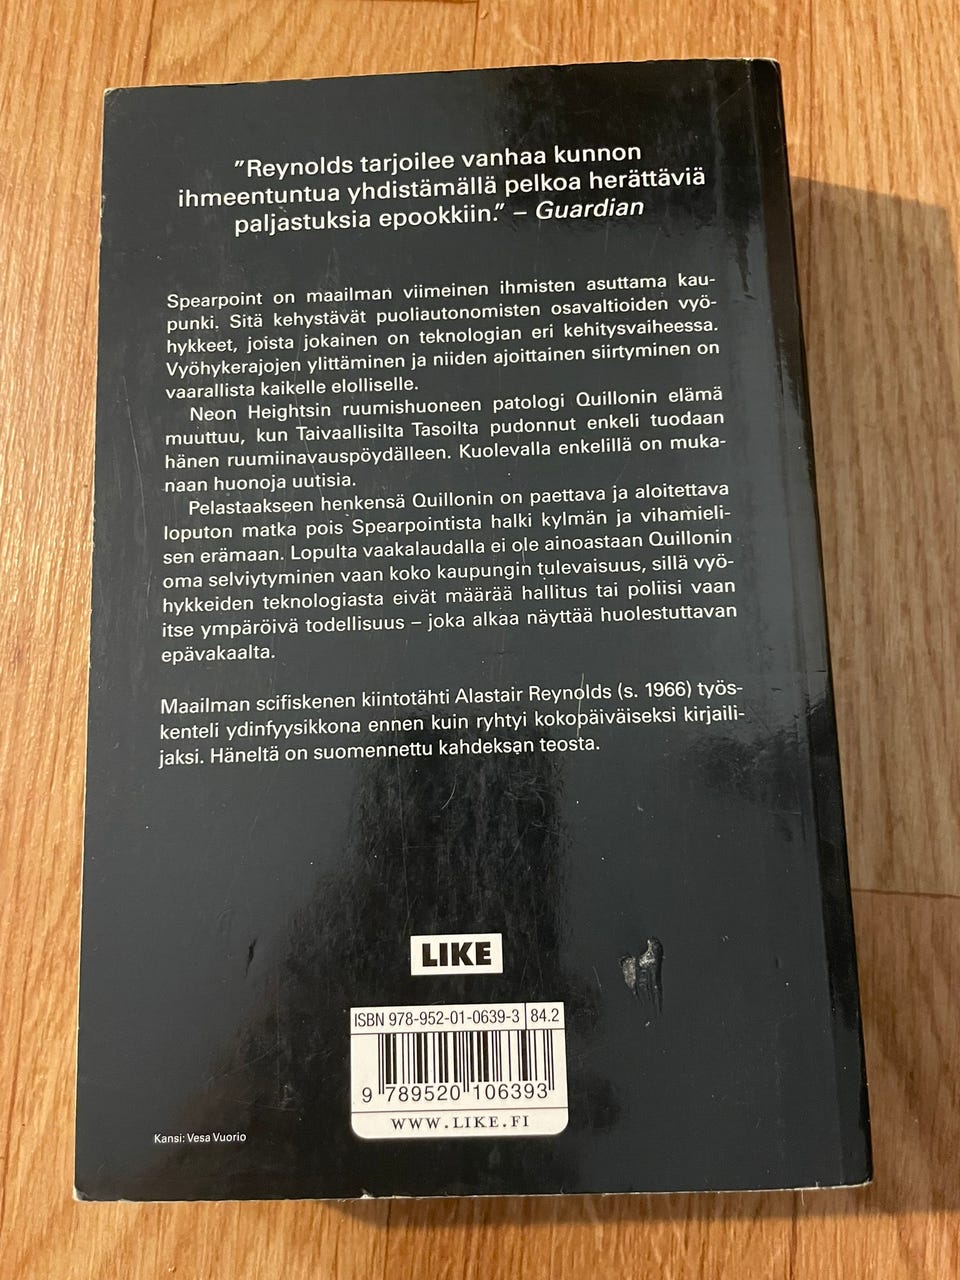 ”Reynolds tarjoilee vanhaa kunnon
ihmeentuntua yhdistämällä pelkoa herättäviä
paljastuksia epookkiin.” – Guardian
Spearpoint on maailman viimeinen ihmisten asuttama kau-
punki. Sitä kehystävät puoliautonomisten osavaltioiden vyö-
hykkeet, joista jokainen on teknologian eri kehitysvaiheessa.
Vyöhykerajojen ylittäminen ja niiden ajoittainen siirtyminen on
vaarallista kaikelle elolliselle.
Neon Heightsin ruumishuoneen patologi Quillonin elämä
muuttuu, kun Taivaallisilta Tasoilta pudonnut enkeli tuodaan
hänen ruumiinavauspöydälleen. Kuolevalla enkelillä on muka-
naan huonoja uutisia.
Pelastaakseen henkensä Quillonin on paettava ja aloitettava
loputon matka pois Spearpointista halki kylmän ja vihamieli-
sen erämaan. Lopulta vaakalaudalla ei ole ainoastaan Quillonin
oma selviytyminen vaan koko kaupungin tulevaisuus, sillä vyö-
hykkeiden teknologiasta eivät määrää hallitus tai poliisi vaan
itse ympäröivä todellisuus – joka alkaa näyttää huolestuttavan
epävakaalta.
Maailman scifiskenen kiintotähti Alastair Reynolds (s. 1966) työs-
kenteli ydinfyysikkona ennen kuin ryhtyi kokopäiväiseksi kirjaili-
jaksi. Häneltä on suomennettu kahdeksan teosta.
LIKE
ISBN 978-952-01-0639-3 84.2
9 789520 106393
WWW.LIKE.FI
Kansi: Vesa Vuorio